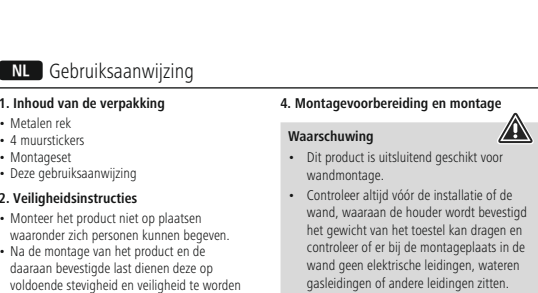 NL Gebruiksaanwijzing
1. Inhoud van de verpakking
• Metalen rek
• 4 muurstickers
• Montageset
• Deze gebruiksaanwijzing
2. Veiligheidsinstructies
• Monteer het product niet op plaatsen
waaronder zich personen kunnen begeven.
• Na de montage van het product en de
daaraan bevestigde last dienen deze op
voldoende stevigheid en veiligheid te worden
4. Montagevoorbereiding en montage
Waarschuwing
• Dit product is uitsluitend geschikt voor
wandmontage.
• Controleer altijd vóór de installatie of de
wand, waaraan de houder wordt bevestigd
het gewicht van het toestel kan dragen en
controleer of er bij de montageplaats in de
wand geen elektrische leidingen, wateren
gasleidingen of andere leidingen zitten.